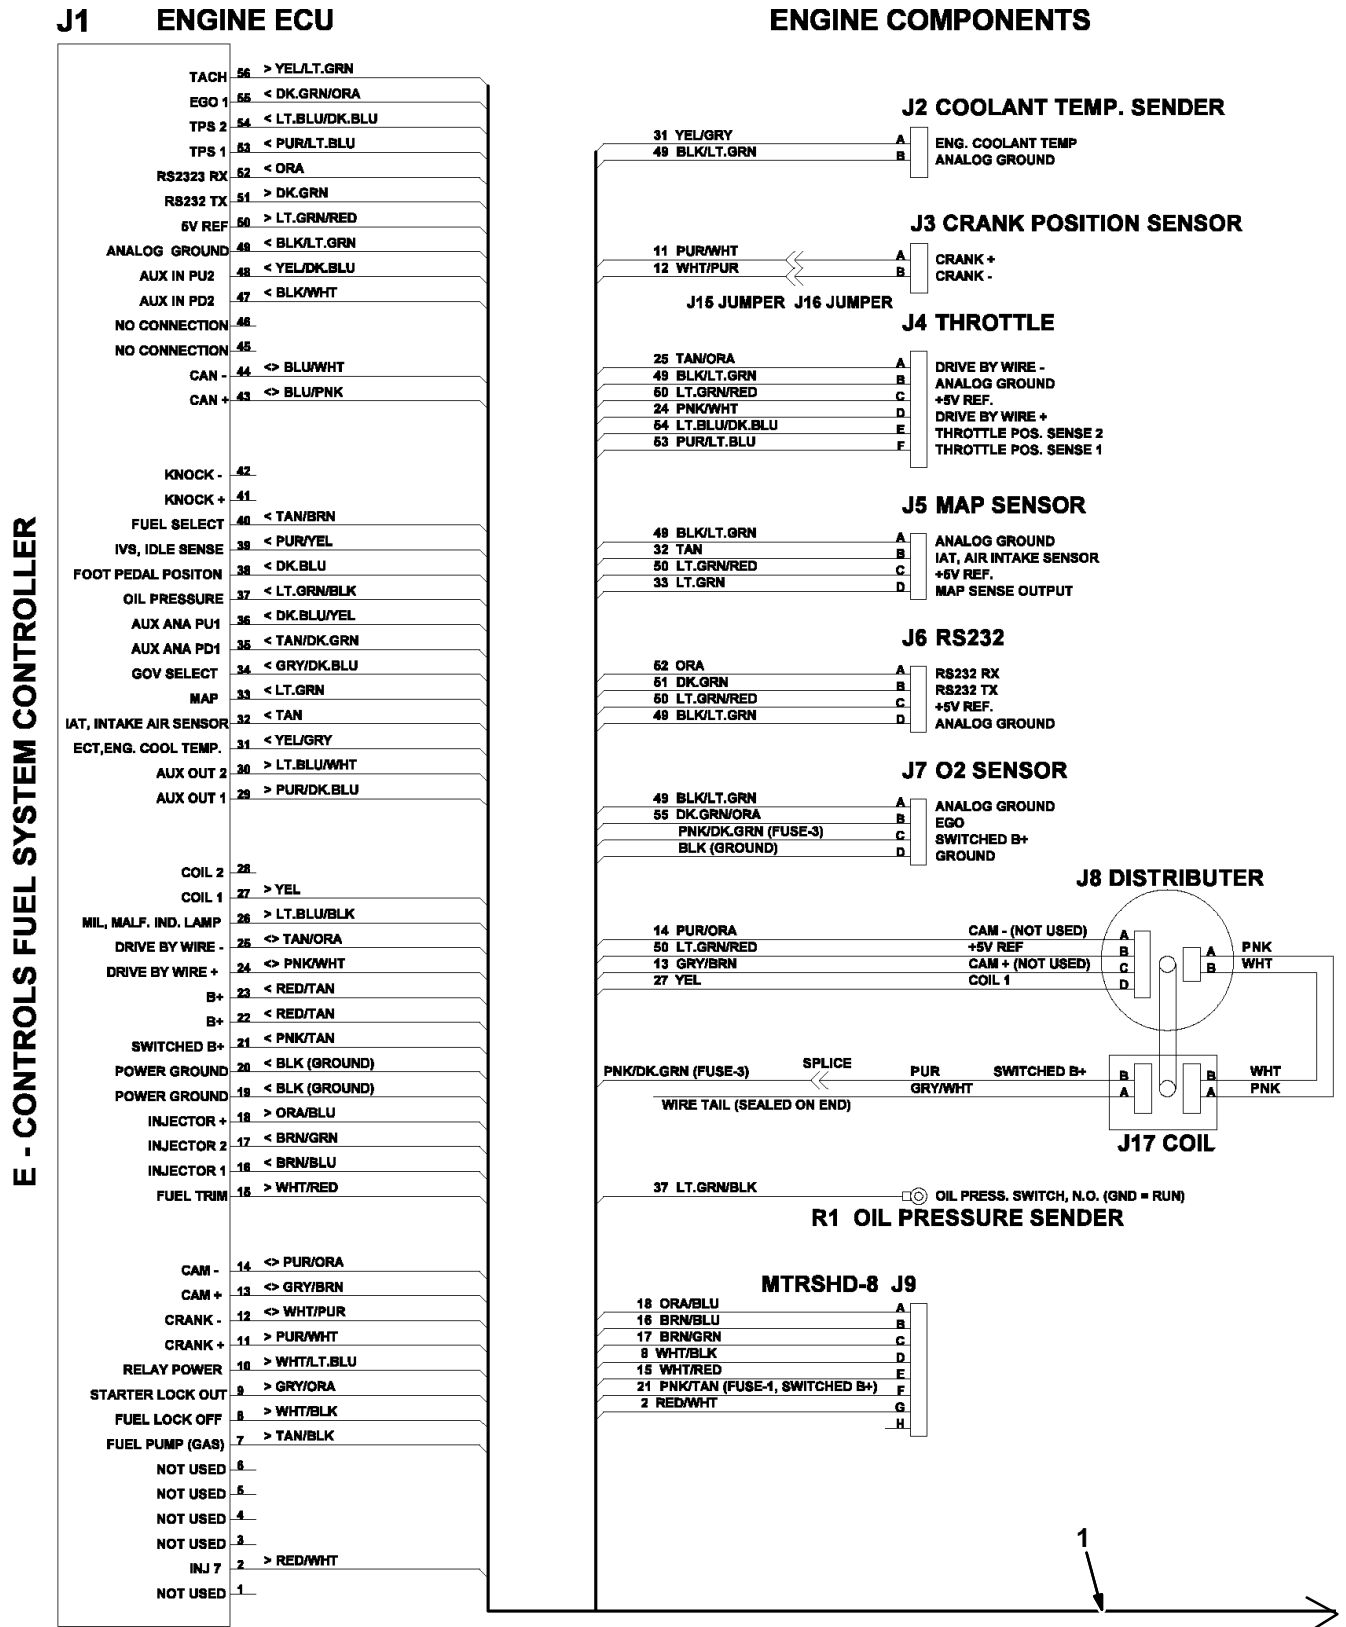 J1 ENGINE ECU
ENGINE COMPONENTS
E - CONTROLS FUEL SYSTEM CONTROLLER
TACH 56 > YEL/LT.GRN
EGO 1 55 < DK.GRN/ORA
TPS 2 54 < LT.BLU/DK.BLU
TPS 1 53 < PUR/LT.BLU
RS2323 RX 52 < ORA
RS232 TX 51 > DK.GRN
5V REF 50 > LT.GRN/RED
ANALOG GROUND 49 < BLK/LT.GRN
AUX IN PU2 48 < YEL/DK.BLU
AUX IN PD2 47 < BLK/WHT
NO CONNECTION 46
NO CONNECTION 45
CAN - 44 <> BLU/WHT
CAN + 43 <> BLU/PNK
KNOCK - 42
KNOCK + 41
FUEL SELECT 40 < TAN/BRN
IVS, IDLE SENSE 39 < PUR/YEL
FOOT PEDAL POSITON 38 < DK.BLU
OIL PRESSURE 37 < LT.GRN/BLK
AUX ANA PU1 36 < DK.BLU/YEL
AUX ANA PD1 35 < TAN/DK.GRN
GOV SELECT 34 < GRY/DK.BLU
MAP 33 < LT.GRN
IAT, INTAKE AIR SENSOR 32 < TAN
ECT,ENG. COOL TEMP. 31 < YEL/GRY
AUX OUT 2 30 > LT.BLU/WHT
AUX OUT 1 29 > PUR/DK.BLU
COIL 2 28
COIL 1 27 > YEL
MIL, MALF. IND. LAMP 26 > LT.BLU/BLK
DRIVE BY WIRE - 25 <> TAN/ORA
DRIVE BY WIRE + 24 <> PNK/WHT
B+ 23 < RED/TAN
B+ 22 < RED/TAN
SWITCHED B+ 21 < PNK/TAN
POWER GROUND 20 < BLK (GROUND)
POWER GROUND 19 < BLK (GROUND)
INJECTOR + 18 > ORA/BLU
INJECTOR 2 17 < BRN/GRN
INJECTOR 1 16 < BRN/BLU
FUEL TRIM 15 > WHT/RED
CAM - 14 <> PUR/ORA
CAM + 13 <> GRY/BRN
CRANK - 12 <> WHT/PUR
CRANK + 11 > PUR/WHT
RELAY POWER 10 > WHT/LT.BLU
STARTER LOCK OUT 9 > GRY/ORA
FUEL LOCK OFF 8 > WHT/BLK
FUEL PUMP (GAS) 7 > TAN/BLK
NOT USED 6
NOT USED 5
NOT USED 4
NOT USED 3
INJ 7 2 > RED/WHT
NOT USED 1
J2 COOLANT TEMP. SENDER
31 YEL/GRY A ENG. COOLANT TEMP
49 BLK/LT.GRN B ANALOG GROUND
J3 CRANK POSITION SENSOR
11 PUR/WHT A CRANK +
12 WHT/PUR B CRANK -
J15 JUMPER J16 JUMPER
J4 THROTTLE
25 TAN/ORA A DRIVE BY WIRE -
49 BLK/LT.GRN B ANALOG GROUND
50 LT.GRN/RED C +5V REF.
24 PNK/WHT D DRIVE BY WIRE +
54 LT.BLU/DK.BLU E THROTTLE POS. SENSE 2
53 PUR/LT.BLU F THROTTLE POS. SENSE 1
J5 MAP SENSOR
49 BLK/LT.GRN A ANALOG GROUND
32 TAN B IAT, AIR INTAKE SENSOR
50 LT.GRN/RED C +5V REF.
33 LT.GRN D MAP SENSE OUTPUT
J6 RS232
52 ORA A RS232 RX
51 DK.GRN B RS232 TX
50 LT.GRN/RED C +5V REF.
49 BLK/LT.GRN D ANALOG GROUND
J7 O2 SENSOR
49 BLK/LT.GRN A ANALOG GROUND
55 DK.GRN/ORA B EGO
PNK/DK.GRN (FUSE-3) C SWITCHED B+
BLK (GROUND) D GROUND
J8 DISTRIBUTER
14 PUR/ORA CAM - (NOT USED) A
50 LT.GRN/RED +5V REF B A PNK
13 GRY/BRN CAM + (NOT USED) C B WHT
27 YEL COIL 1 D
PNK/DK.GRN (FUSE-3) SPLICE PUR SWITCHED B+ B B WHT
GRY/WHT A A PNK
WIRE TAIL (SEALED ON END)
J17 COIL
37 LT.GRN/BLK OIL PRESS. SWITCH, N.O. (GND = RUN)
R1 OIL PRESSURE SENDER
MTRSHD-8 J9
18 ORA/BLU A
16 BRN/BLU B
17 BRN/GRN C
8 WHT/BLK D
15 WHT/RED E
21 PNK/TAN (FUSE-1, SWITCHED B+) F
2 RED/WHT G
H
1